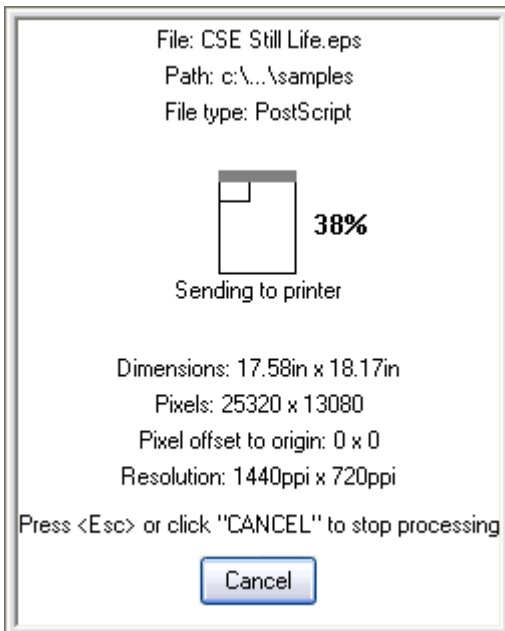 File: CSE Still Life.eps
Path: c:\...\samples
File type: PostScript
38%
Sending to printer
Dimensions: 17.58in x 18.17in
Pixels: 25320 x 13080
Pixel offset to origin: 0 x 0
Resolution: 1440ppi x 720ppi
Press <Esc> or click "CANCEL" to stop processing
Cancel